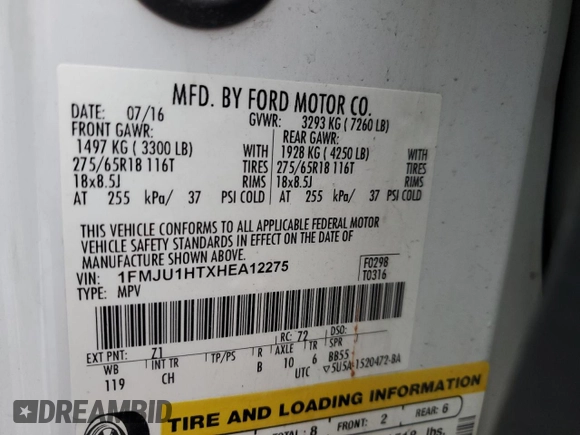 MFD. BY FORD MOTOR CO.
DATE: 07/16 GVWR: 3293 KG ( 7260 LB)
FRONT GAWR: REAR GAWR:
1497 KG ( 3300 LB) WITH 1928 KG ( 4250 LB) WITH
275/65R18 116T TIRES 275/65R18 116T TIRES
18x8.5J RIMS 18x8.5J RIMS
AT 255 kPa/ 37 PSI COLD AT 255 kPa/ 37 PSI COLD
THIS VEHICLE CONFORMS TO ALL APPLICABLE FEDERAL MOTOR
VEHICLE SAFETY STANDARDS IN EFFECT ON THE DATE OF
MANUFACTURE SHOWN ABOVE.
VIN: 1FMJU1HTXHEA12275 F0298
TYPE: MPV T0316
EXT PNT: Z1 RC: 72 DSO:
WB INT TR TP/PS R AXLE TR SPR
119 CH B 10 6 BB55
UTC ▽5U5A-1520472-BA
TIRE AND LOADING INFORMATION
TOTAL: 8 FRONT: 2 REAR: 6
lbs.
DREAMBID